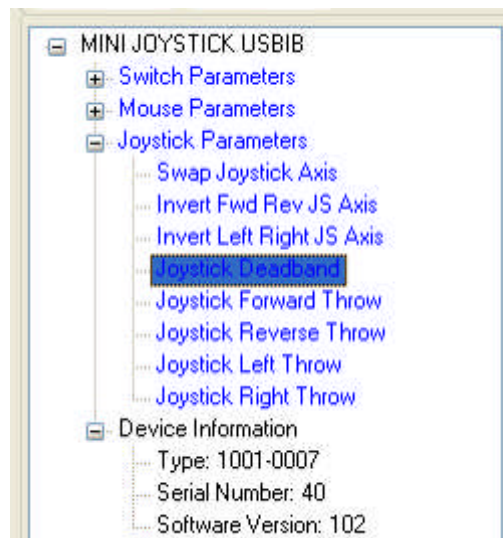 MINI JOYSTICK USBIB
Switch Parameters
Mouse Parameters
Joystick Parameters
Swap Joystick Axis
Invert Fwd Rev JS Axis
Invert Left Right JS Axis
Joystick Deadband
Joystick Forward Throw
Joystick Reverse Throw
Joystick Left Throw
Joystick Right Throw
Device Information
Type: 1001-0007
Serial Number: 40
Software Version: 102